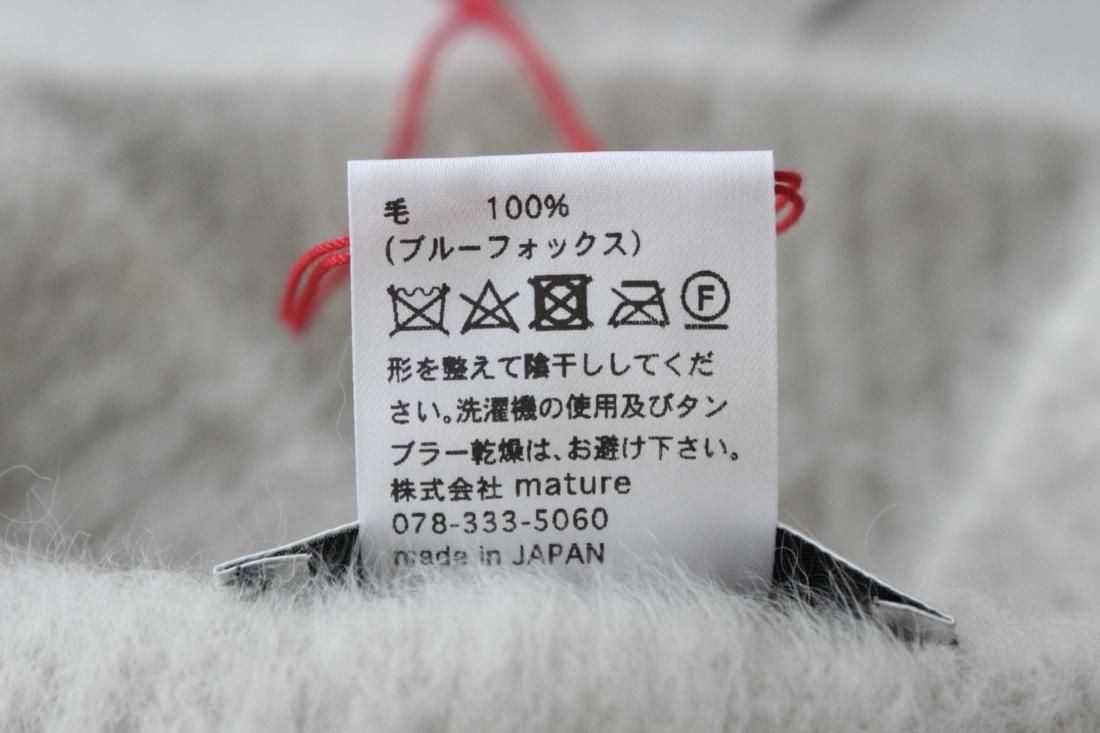 毛 100%
(ブルーフォックス)
F
形を整えて陰干ししてくだ
さい。洗濯機の使用及びタン
ブラー乾燥は、お避け下さい。
株式会社 mature
078-333-5060
made in JAPAN